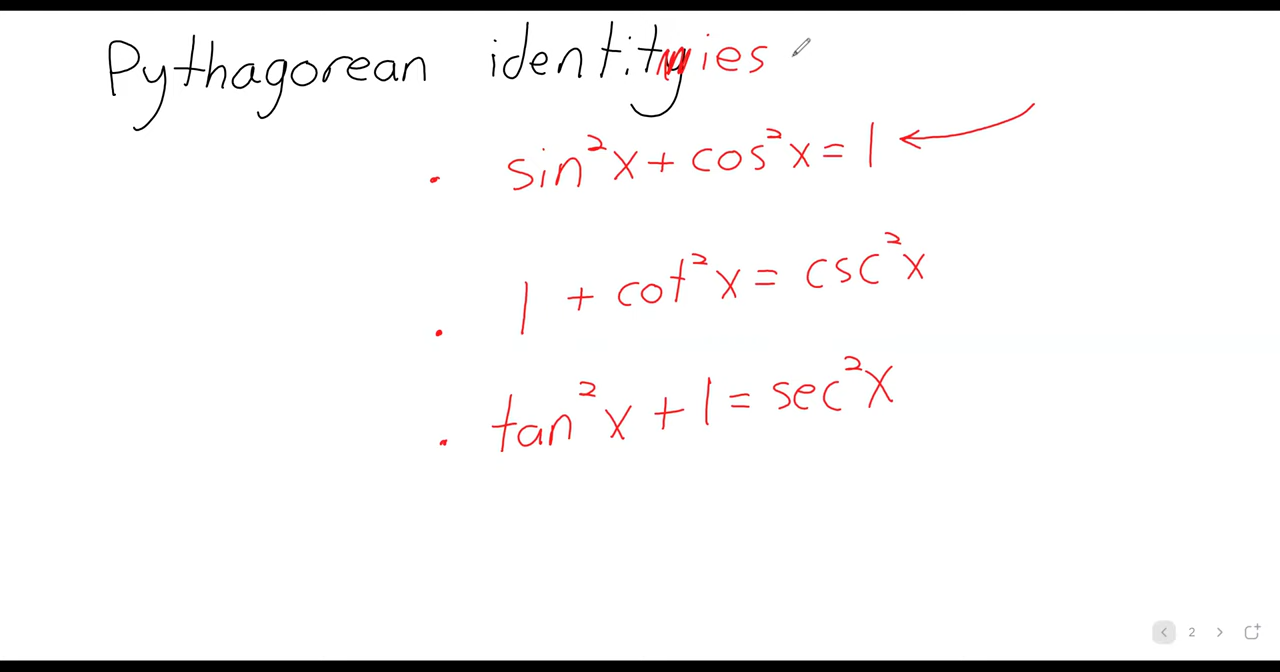 Pythagorean identities
. sin²x + cos²x = 1
. 1 + cot²x = csc²x
. tan²x + 1 = sec²x
2